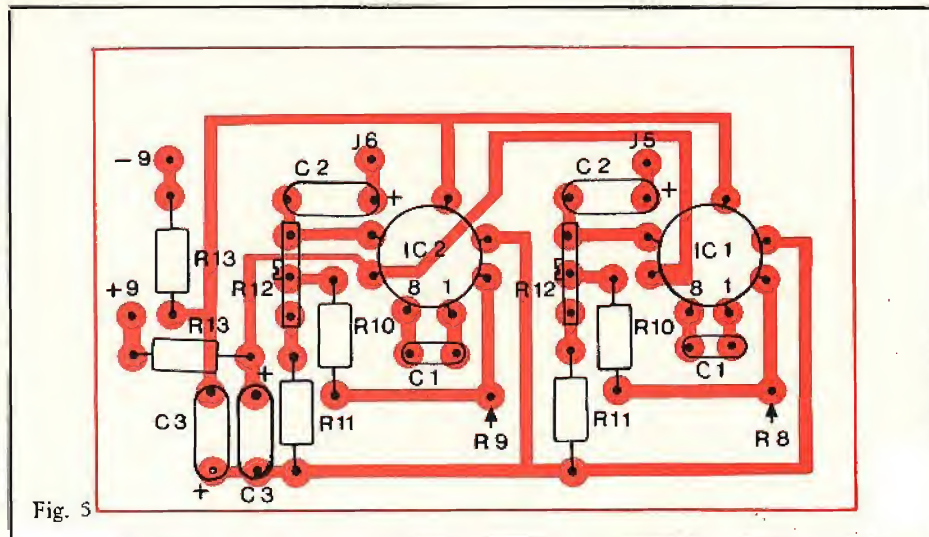 J6
J5
-9
C2
C2
+
+
R13
IC2
IC1
+9
R12
8 1
R12
8 1
R13
R10
R10
+
C1
C1
C3
R11
R9
R11
R8
+
C3
Fig. 5